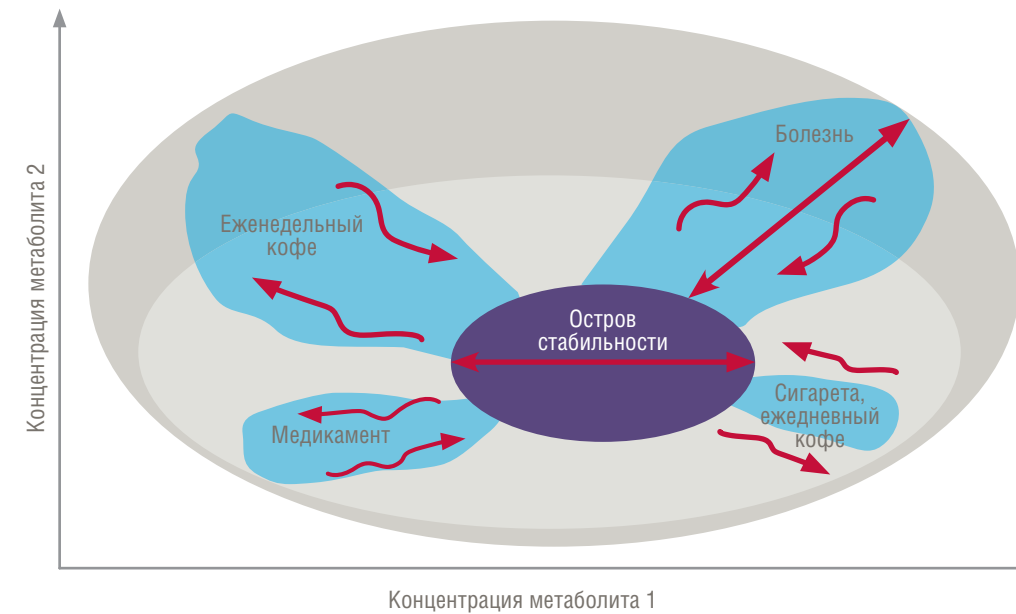 Концентрация метаболита 2
Болезнь
Еженедельный
кофе
Остров
стабильности
Сигарета,
ежедневный
кофе
Медикамент
Концентрация метаболита 1